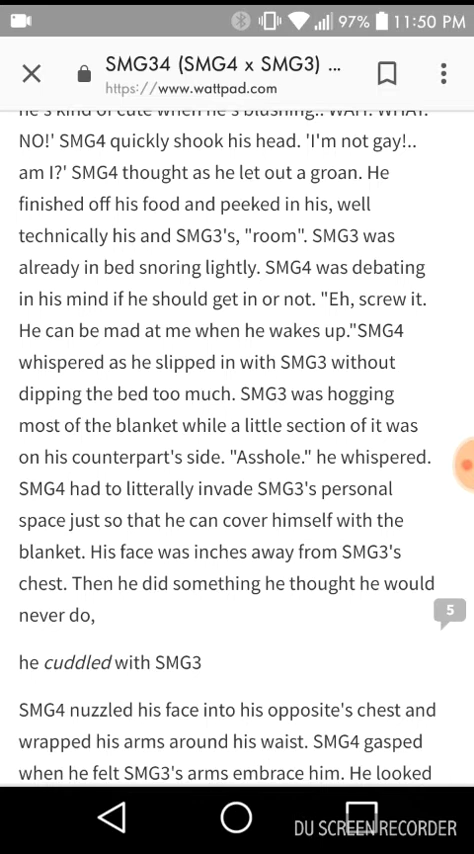 97% 11:50 PM
SMG34 (SMG4 x SMG3) ...
https://www.wattpad.com
he's kind of cute when he's blushing.. WAIT! WHAT!
NO!' SMG4 quickly shook his head. 'I'm not gay!..
am I?' SMG4 thought as he let out a groan. He
finished off his food and peeked in his, well
technically his and SMG3's, "room". SMG3 was
already in bed snoring lightly. SMG4 was debating
in his mind if he should get in or not. "Eh, screw it.
He can be mad at me when he wakes up."SMG4
whispered as he slipped in with SMG3 without
dipping the bed too much. SMG3 was hogging
most of the blanket while a little section of it was
on his counterpart's side. "Asshole." he whispered.
SMG4 had to litterally invade SMG3's personal
space just so that he can cover himself with the
blanket. His face was inches away from SMG3's
chest. Then he did something he thought he would
never do,
5
he cuddled with SMG3
SMG4 nuzzled his face into his opposite's chest and
wrapped his arms around his waist. SMG4 gasped
when he felt SMG3's arms embrace him. He looked
DU SCREEN RECORDER